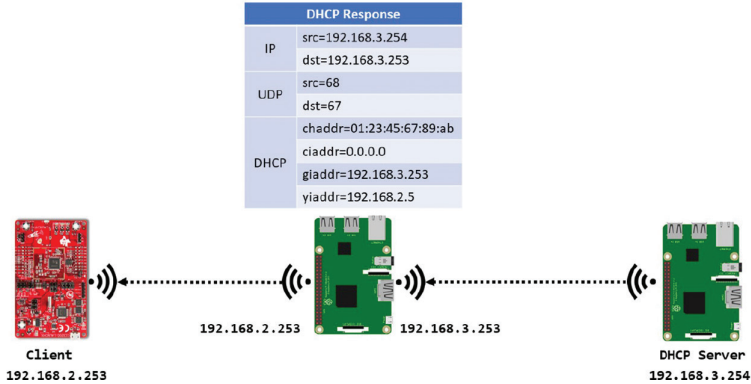 DHCP Response
IP
src=192.168.3.254
dst=192.168.3.253
UDP
src=68
dst=67
DHCP
chaddr=01:23:45:67:89:ab
ciaddr=0.0.0.0
giaddr=192.168.3.253
yiaddr=192.168.2.5
192.168.2.253
192.168.3.253
Client
192.168.2.253
DHCP Server
192.168.3.254